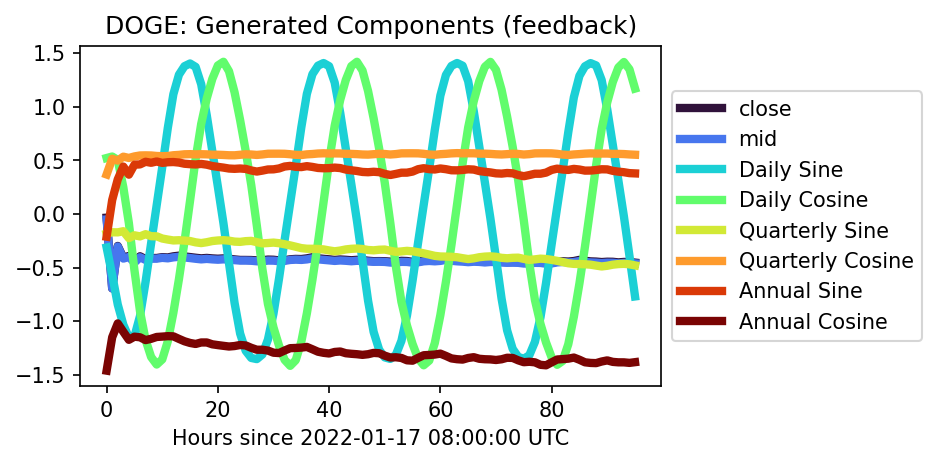 DOGE: Generated Components (feedback)
1.5
1.0
0.5
0.0
−0.5
−1.0
−1.5
0
20
40
60
80
Hours since 2022-01-17 08:00:00 UTC
close
mid
Daily Sine
Daily Cosine
Quarterly Sine
Quarterly Cosine
Annual Sine
Annual Cosine